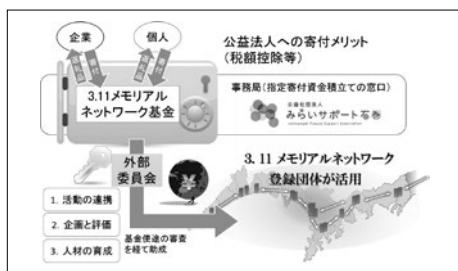 企業
個人
公益法人への寄付メリット
（税額控除等）
3.11メモリアル
ネットワーク基金
事務局（指定寄付資金積立ての窓口）
公益社団法人
みらいサポート石巻
外部
委員会
¥
3.11 メモリアルネットワーク
登録団体が活用
1. 活動の連携
2. 企画と評価
3. 人材の育成
基金使途の審査
を経て助成